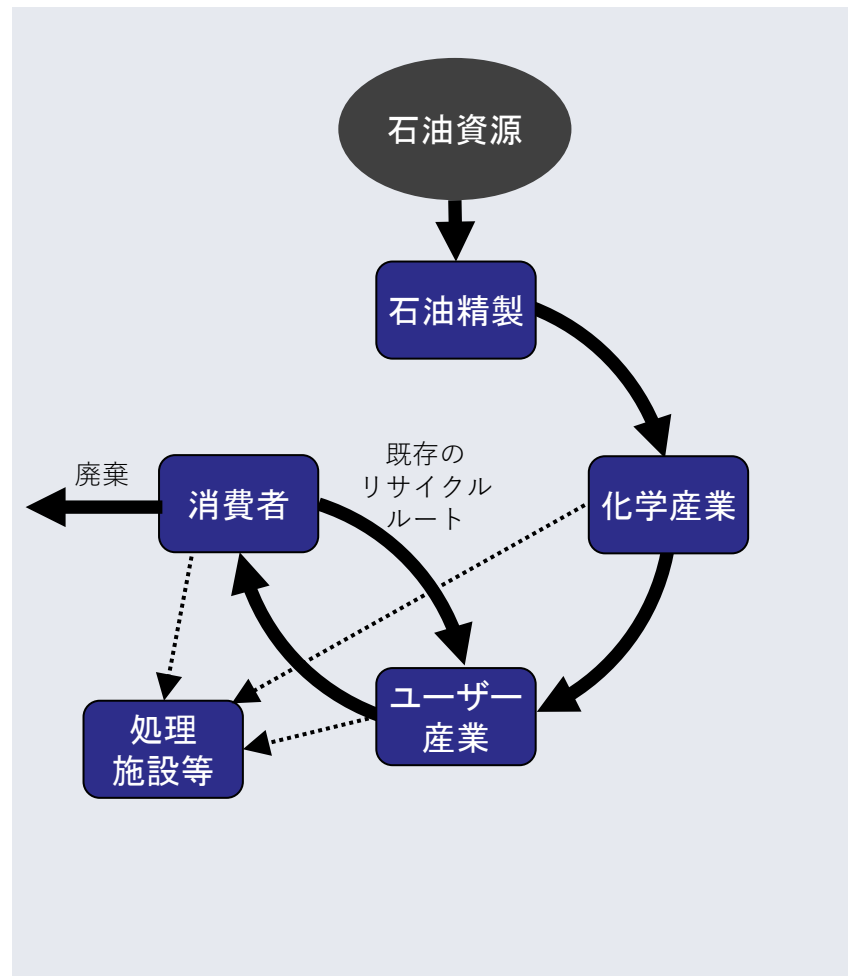 石油資源
石油精製
廃棄
消費者
既存の
リサイクル
ルート
化学産業
ユーザー
産業
処理
施設等